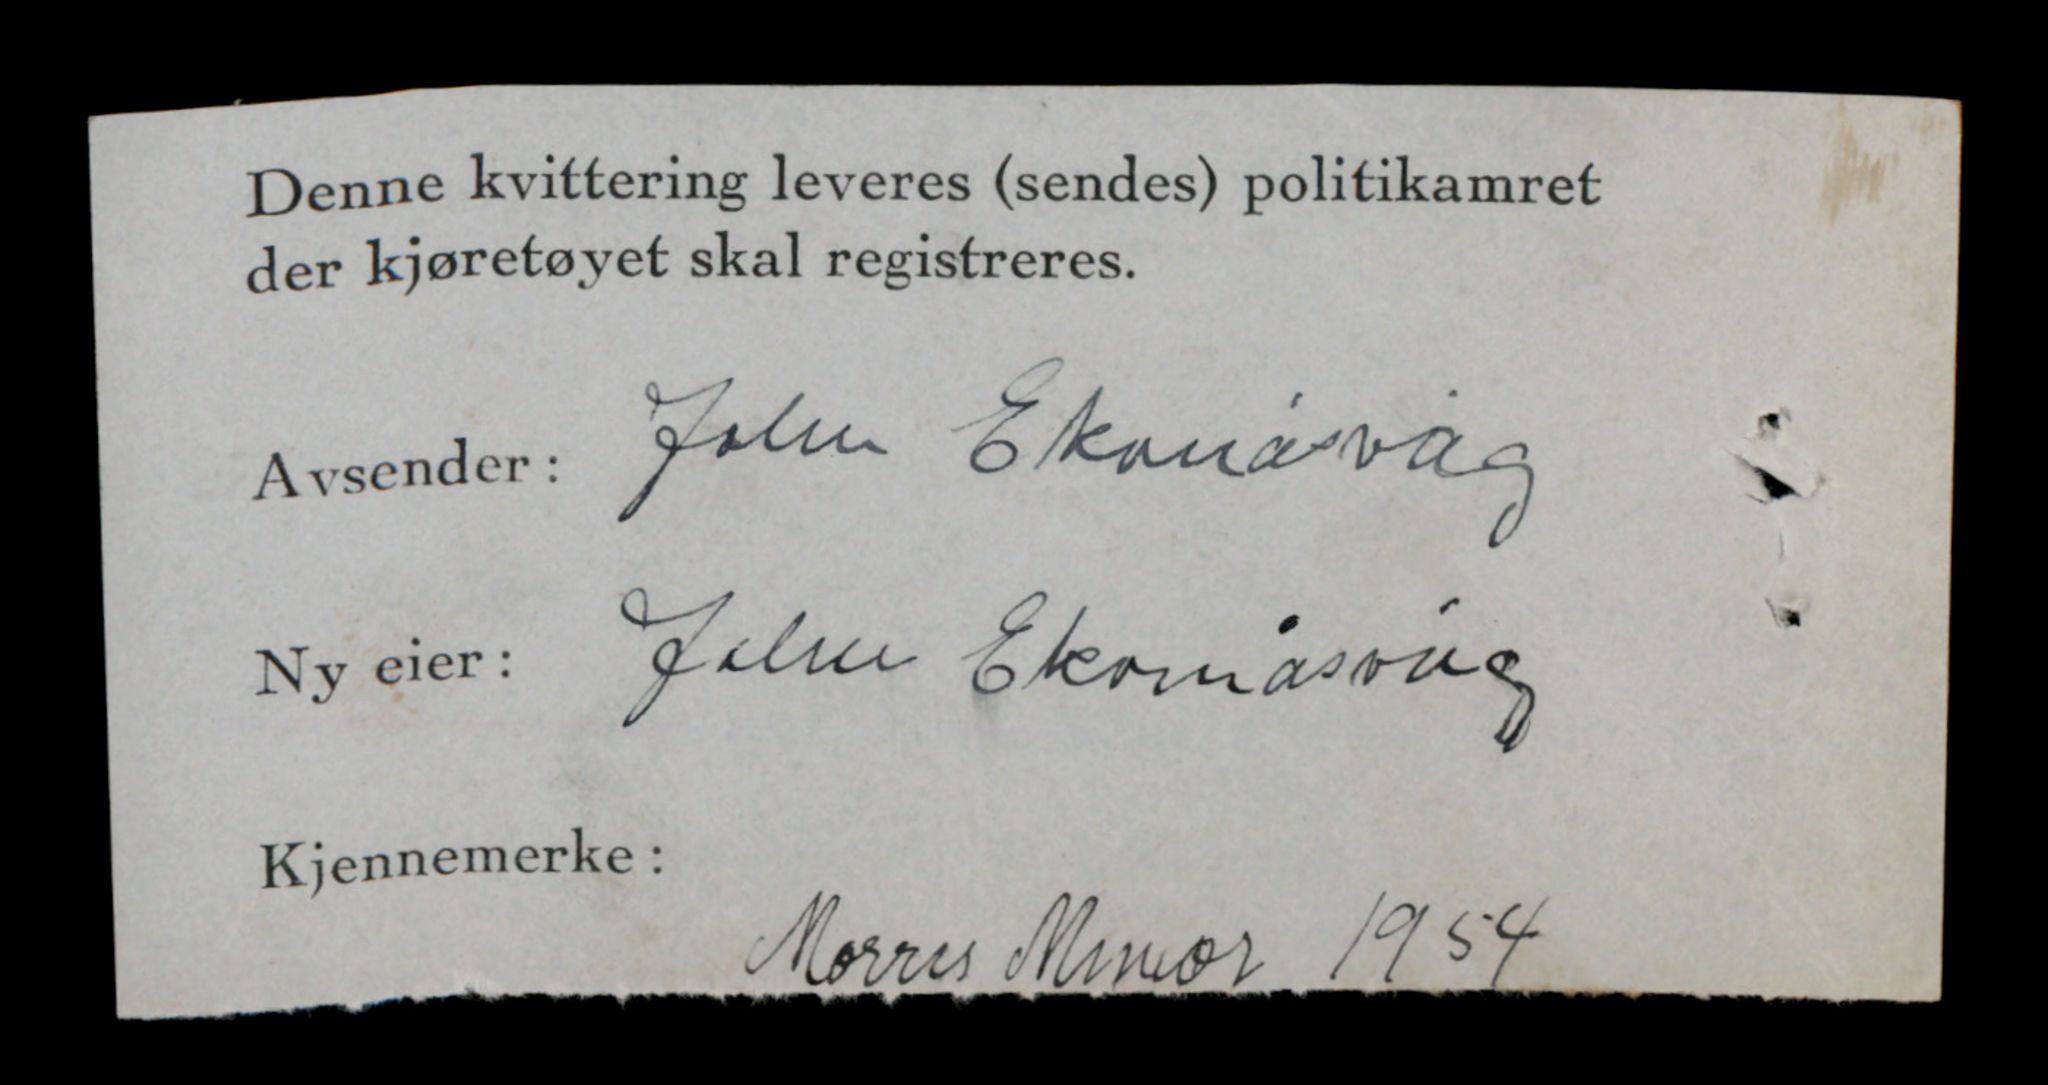 Denne kvittering leveres (sendes) politikamret
der kjøretøyet skal registreres.
Avsender: John Ekornåsvåg
Ny eier: John Ekornåsvåg
Kjennemerke:
Morris Minor 1954